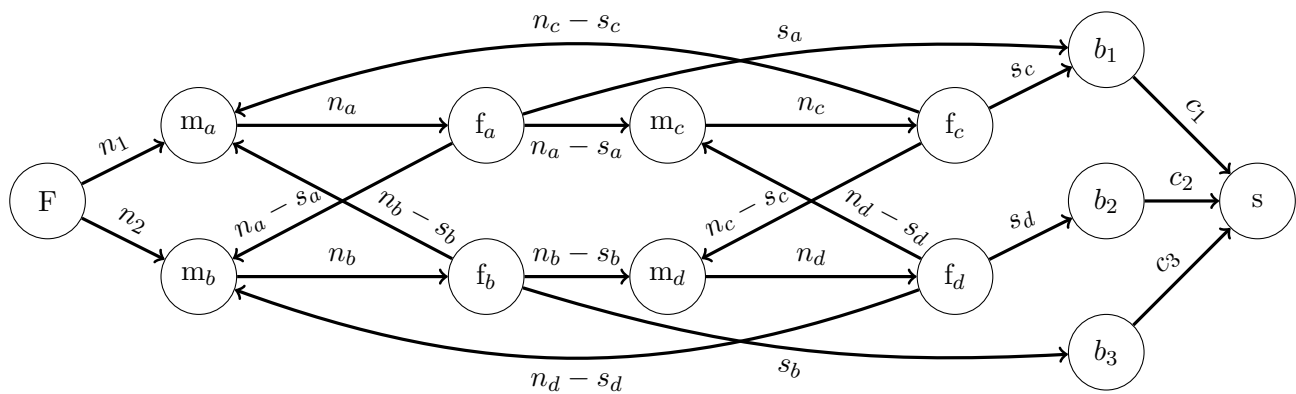 n_c − s_c
s_a
b_1
s_c
n_a
n_c
m_a
f_a
m_c
f_c
n_1
n_a − s_a
c_1
F
n_a − s_a
n_b − s_b
n_c − s_c
n_d − s_d
s_d
b_2
c_2
s
n_2
n_b
n_b − s_b
n_d
m_b
f_b
m_d
f_d
c_3
b_3
n_d − s_d
s_b